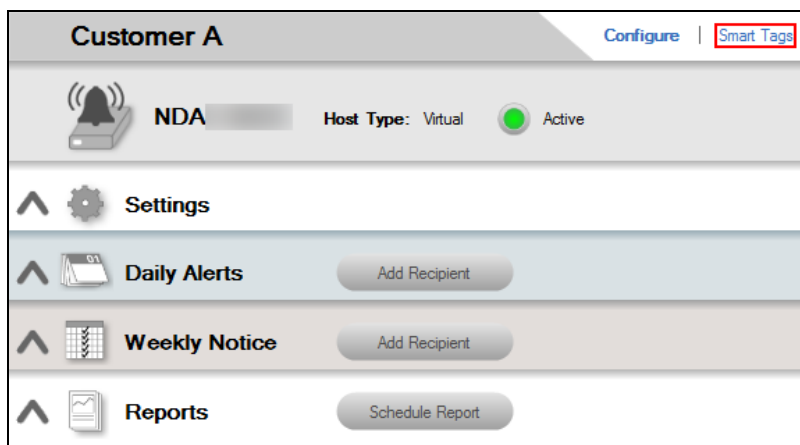 Customer A
Configure | Smart Tags
NDA
Host Type: Virtual
Active
Settings
01
Daily Alerts
Add Recipient
Weekly Notice
Add Recipient
Reports
Schedule Report